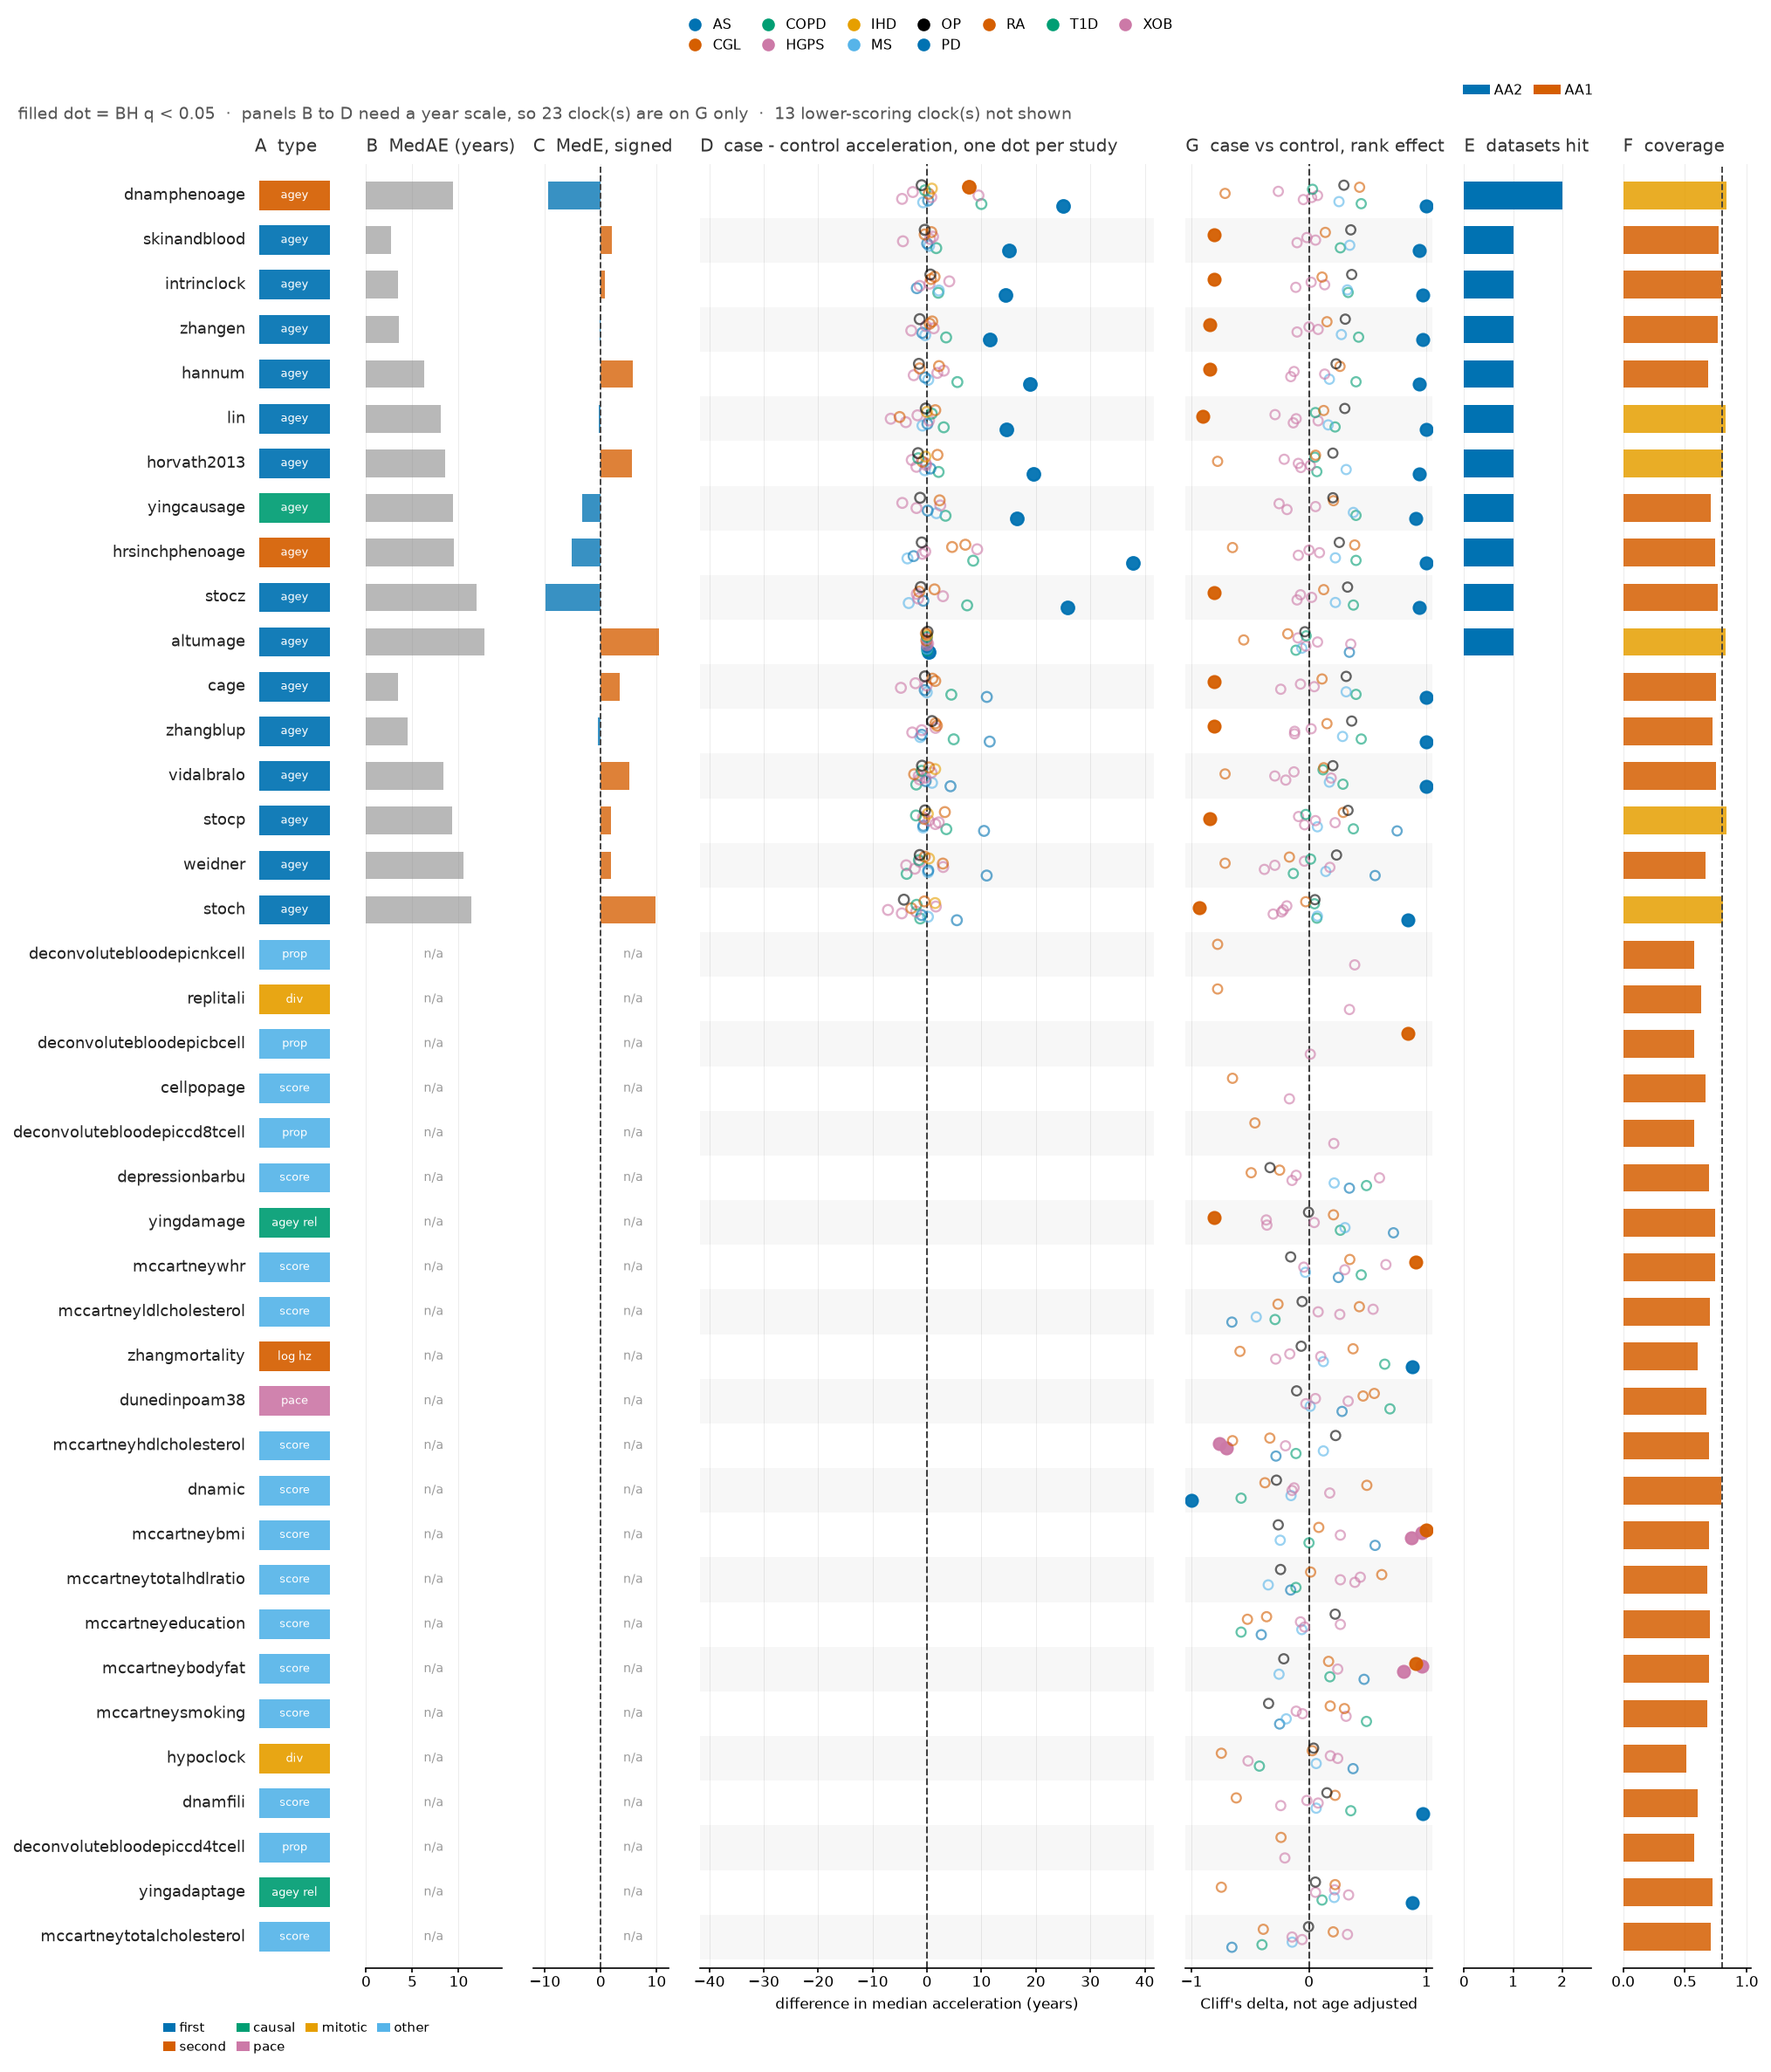 AS COPD IHD OP RA T1D XOB
CGL HGPS MS PD
AA2 AA1
filled dot = BH q < 0.05 · panels B to D need a year scale, so 23 clock(s) are on G only · 13 lower-scoring clock(s) not shown
A type B MedAE (years) C MedE, signed D case - control acceleration, one dot per study G case vs control, rank effect E datasets hit F coverage
dnamphenoage agey
skinandblood agey
intrinclock agey
zhangen agey
hannum agey
lin agey
horvath2013 agey
yingcausage agey
hrsinchphenoage agey
stocz agey
altumage agey
cage agey
zhangblup agey
vidalbralo agey
stocp agey
weidner agey
stoch agey
deconvolutebloodepicnkcell prop n/a n/a
replitali div n/a n/a
deconvolutebloodepicbcell prop n/a n/a
cellpopage score n/a n/a
deconvolutebloodepiccd8tcell prop n/a n/a
depressionbarbu score n/a n/a
yingdamage agey rel n/a n/a
mccartneywhr score n/a n/a
mccartneyldlcholesterol score n/a n/a
zhangmortality log hz n/a n/a
dunedinpoam38 pace n/a n/a
mccartneyhdlcholesterol score n/a n/a
dnamic score n/a n/a
mccartneybmi score n/a n/a
mccartneytotalhdlratio score n/a n/a
mccartneyeducation score n/a n/a
mccartneybodyfat score n/a n/a
mccartneysmoking score n/a n/a
hypoclock div n/a n/a
dnamfili score n/a n/a
deconvolutebloodepiccd4tcell prop n/a n/a
yingadaptage agey rel n/a n/a
mccartneytotalcholesterol score n/a n/a
0 5 10 −10 0 10 −40 −30 −20 −10 0 10 20 30 40 −1 0 1 0 1 2 0.0 0.5 1.0
difference in median acceleration (years) Cliff's delta, not age adjusted
first causal mitotic other
second pace